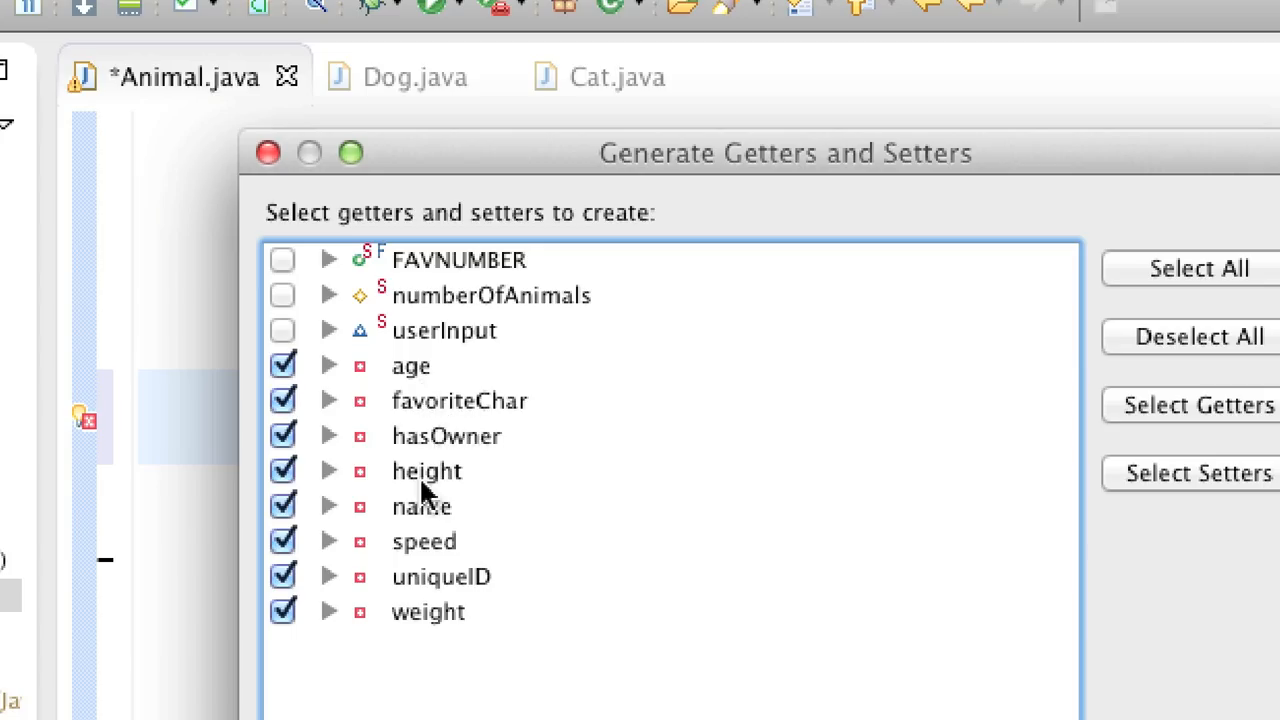 *Animal.java
Dog.java
Cat.java
Generate Getters and Setters
Select getters and setters to create:
FAVNUMBER
numberOfAnimals
userInput
age
favoriteChar
hasOwner
height
name
speed
uniqueID
weight
Select All
Deselect All
Select Getters
Select Setters
)